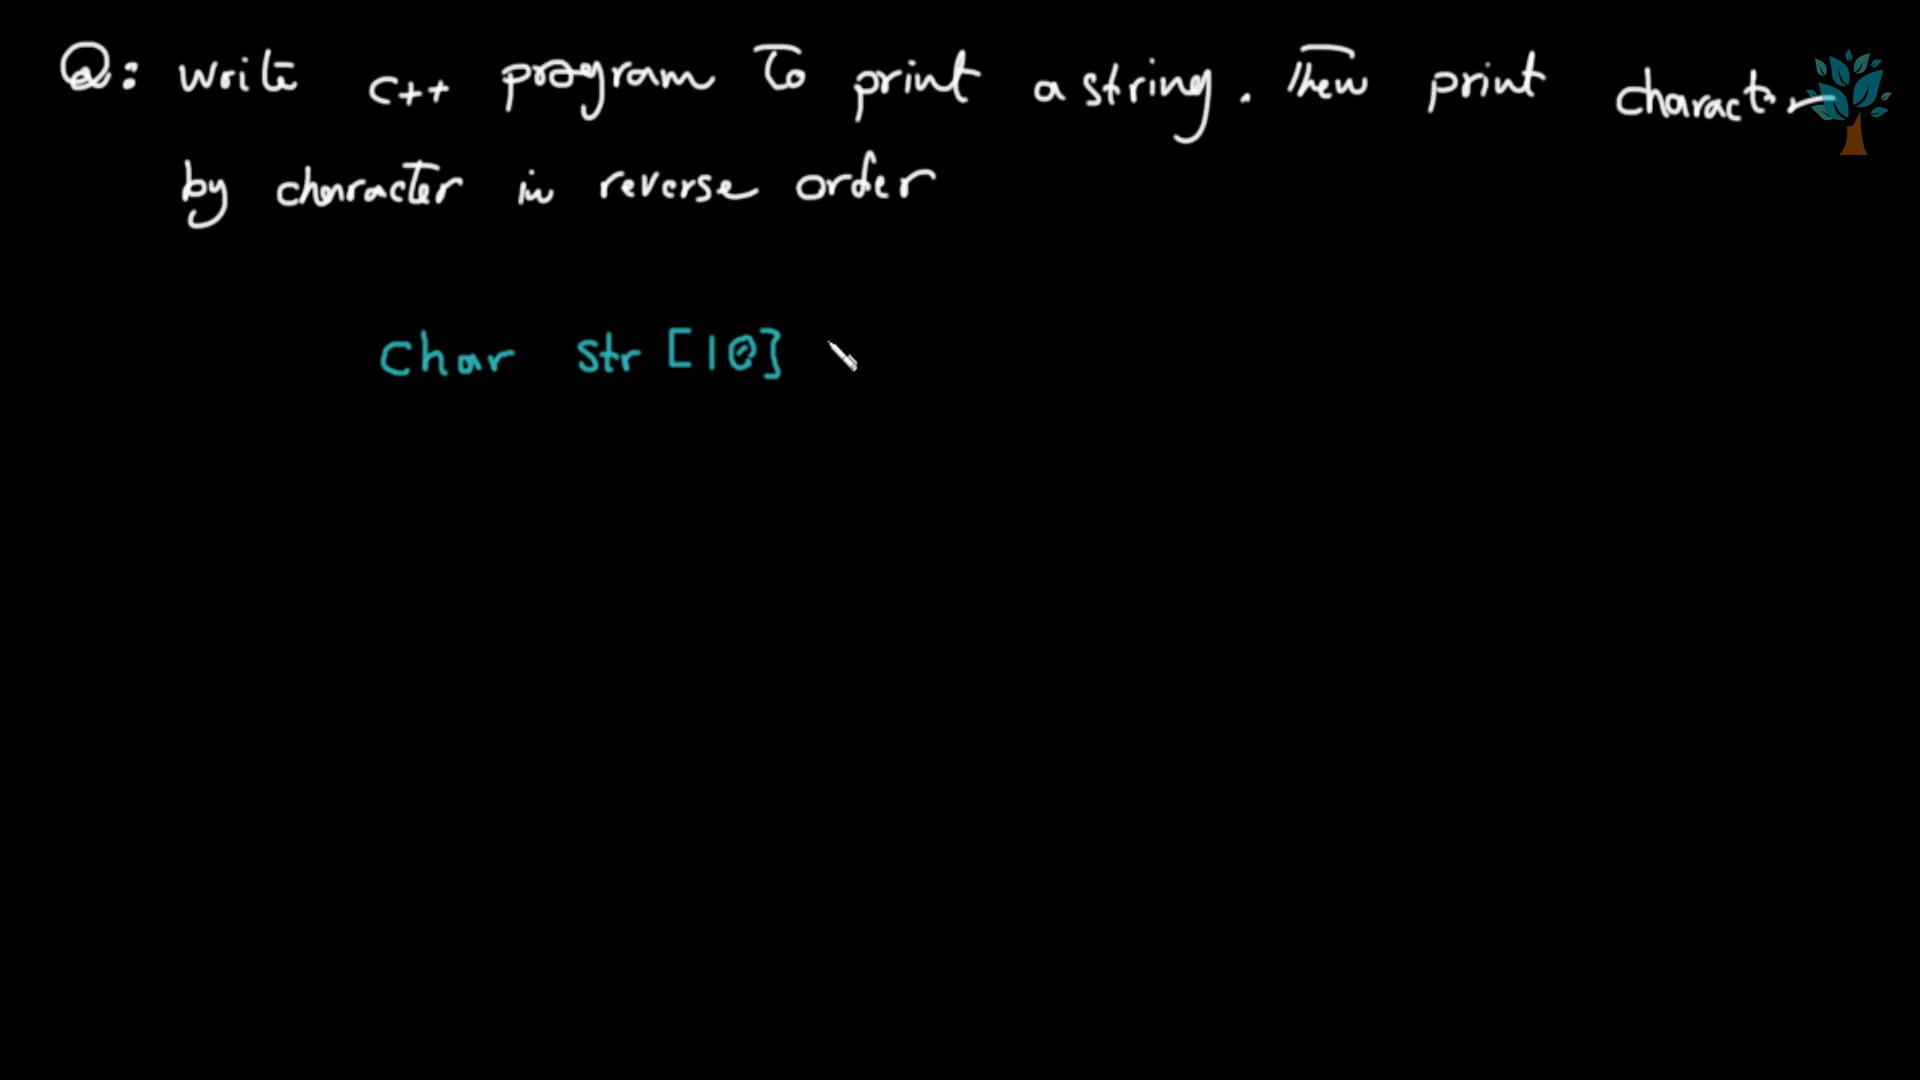 Q: write c++ program To print a string. Then print character
by character in reverse order
char str [10]